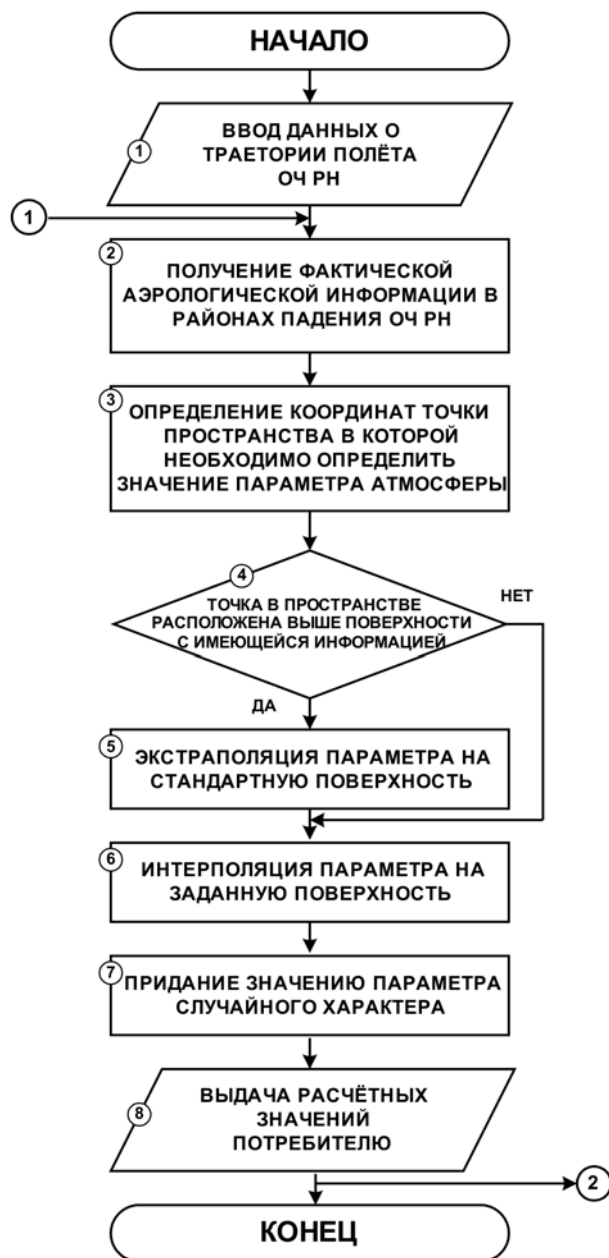 НАЧАЛО
1
ВВОД ДАННЫХ О
ТРАЕТОРИИ ПОЛЁТА
ОЧ РН
1
2
ПОЛУЧЕНИЕ ФАКТИЧЕСКОЙ
АЭРОЛОГИЧЕСКОЙ ИНФОРМАЦИИ В
РАЙОНАХ ПАДЕНИЯ ОЧ РН
3
ОПРЕДЕЛЕНИЕ КООРДИНАТ ТОЧКИ
ПРОСТРАНСТВА В КОТОРОЙ
НЕОБХОДИМО ОПРЕДЕЛИТЬ
ЗНАЧЕНИЕ ПАРАМЕТРА АТМОСФЕРЫ
4
ТОЧКА В ПРОСТРАНСТВЕ
РАСПОЛОЖЕНА ВЫШЕ ПОВЕРХНОСТИ
С ИМЕЮЩЕЙСЯ ИНФОРМАЦИЕЙ
НЕТ
ДА
5
ЭКСТРАПОЛЯЦИЯ ПАРАМЕТРА НА
СТАНДАРТНУЮ ПОВЕРХНОСТЬ
6
ИНТЕРПОЛЯЦИЯ ПАРАМЕТРА НА
ЗАДАННУЮ ПОВЕРХНОСТЬ
7
ПРИДАНИЕ ЗНАЧЕНИЮ ПАРАМЕТРА
СЛУЧАЙНОГО ХАРАКТЕРА
8
ВЫДАЧА РАСЧЁТНЫХ
ЗНАЧЕНИЙ
ПОТРЕБИТЕЛЮ
2
КОНЕЦ